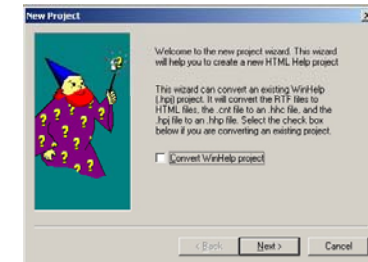 New Project
Welcome to the new project wizard. This wizard
will help you to create a new HTML Help project
This wizard can convert an existing WinHelp
(.hpj) project. It will convert the RTF files to
HTML files, the .cnt file to an .hhc file, and the
.hpj file to an .hhp file. Select the check box
below if you are converting an existing project.
Convert WinHelp project
< Back Next > Cancel